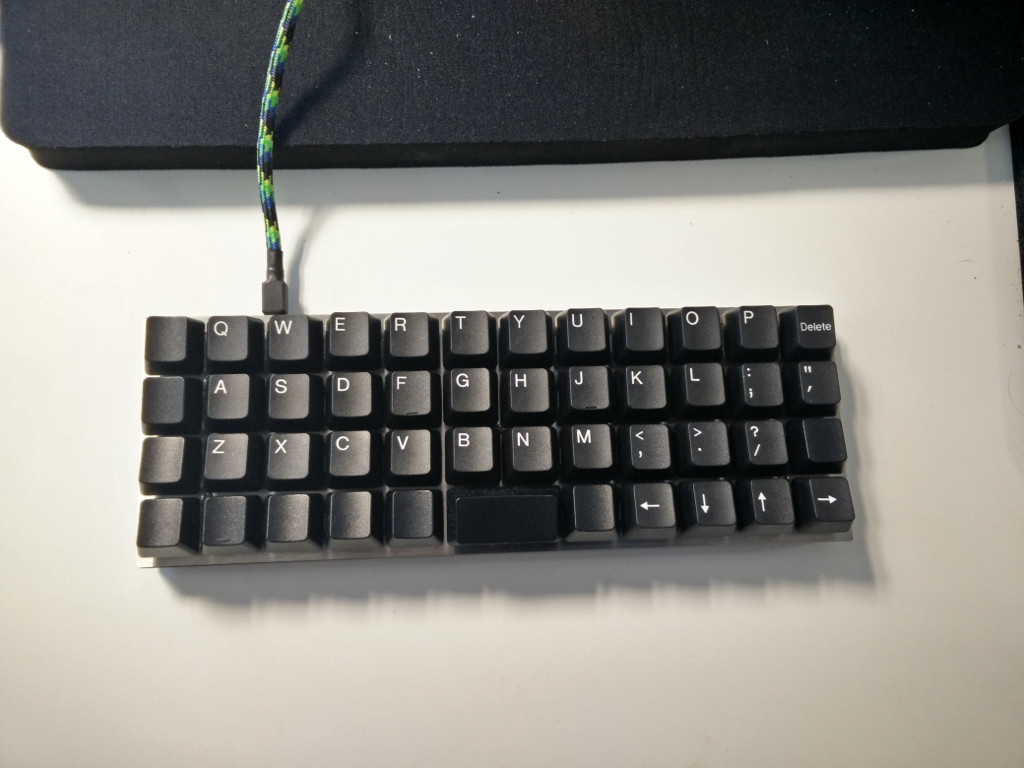 Q W E R T Y U I O P Delete
A S D F G H J K L : ; " '
Z X C V B N M < , > . ? /
← ↓ ↑ →